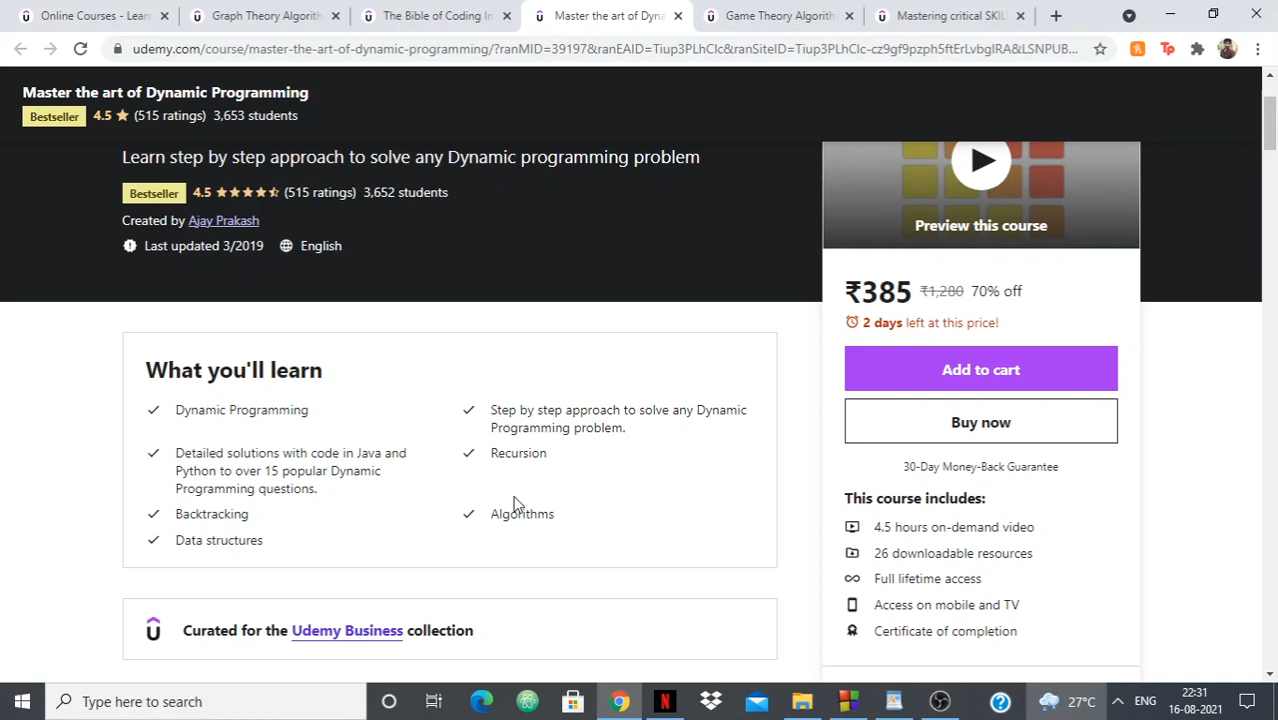 Online Courses - Learn
Graph Theory Algorith
The Bible of Coding In
Master the art of Dyna
Game Theory Algorith
Mastering critical SKIL
udemy.com/course/master-the-art-of-dynamic-programming/?ranMID=39197&ranEAID=Tiup3PLhClc&ranSiteID=Tiup3PLhClc-cz9gf9pzph5ftErLvbglRA&LSNPUB...
Master the art of Dynamic Programming
Bestseller 4.5 (515 ratings) 3,653 students
Learn step by step approach to solve any Dynamic programming problem
Bestseller 4.5 (515 ratings) 3,652 students
Created by Ajay Prakash
Last updated 3/2019 English
Preview this course
₹385 ₹1,280 70% off
2 days left at this price!
Add to cart
Buy now
30-Day Money-Back Guarantee
This course includes:
4.5 hours on-demand video
26 downloadable resources
Full lifetime access
Access on mobile and TV
Certificate of completion
What you'll learn
Dynamic Programming
Step by step approach to solve any Dynamic
Programming problem.
Detailed solutions with code in Java and
Python to over 15 popular Dynamic
Programming questions.
Recursion
Backtracking
Algorithms
Data structures
Curated for the Udemy Business collection
Type here to search
27°C
ENG
22:31
16-08-2021